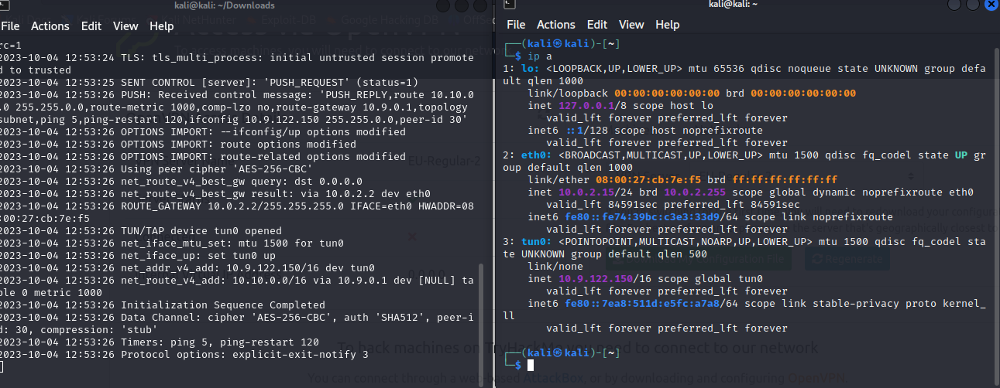 kali@kali: ~/Downloads
File Actions Edit View Help
rc=1
2023-10-04 12:53:24 TLS: tls_multi_process: initial untrusted session promote
d to trusted
2023-10-04 12:53:25 SENT CONTROL [server]: 'PUSH_REQUEST' (status=1)
2023-10-04 12:53:26 PUSH: Received control message: 'PUSH_REPLY,route 10.10.0
.0 255.255.0.0,route-metric 1000,comp-lzo no,route-gateway 10.9.0.1,topology
subnet,ping 5,ping-restart 120,ifconfig 10.9.122.150 255.255.0.0,peer-id 30'
2023-10-04 12:53:26 OPTIONS IMPORT: --ifconfig/up options modified
2023-10-04 12:53:26 OPTIONS IMPORT: route options modified
2023-10-04 12:53:26 OPTIONS IMPORT: route-related options modified
2023-10-04 12:53:26 Using peer cipher 'AES-256-CBC'
2023-10-04 12:53:26 net_route_v4_best_gw query: dst 0.0.0.0
2023-10-04 12:53:26 net_route_v4_best_gw result: via 10.0.2.2 dev eth0
2023-10-04 12:53:26 ROUTE_GATEWAY 10.0.2.2/255.255.255.0 IFACE=eth0 HWADDR=08
:00:27:cb:7e:f5
2023-10-04 12:53:26 TUN/TAP device tun0 opened
2023-10-04 12:53:26 net_iface_mtu_set: mtu 1500 for tun0
2023-10-04 12:53:26 net_iface_up: set tun0 up
2023-10-04 12:53:26 net_addr_v4_add: 10.9.122.150/16 dev tun0
2023-10-04 12:53:26 net_route_v4_add: 10.10.0.0/16 via 10.9.0.1 dev [NULL] ta
ble 0 metric 1000
2023-10-04 12:53:26 Initialization Sequence Completed
2023-10-04 12:53:26 Data Channel: cipher 'AES-256-CBC', auth 'SHA512', peer-i
d: 30, compression: 'stub'
2023-10-04 12:53:26 Timers: ping 5, ping-restart 120
2023-10-04 12:53:26 Protocol options: explicit-exit-notify 3
kali@kali: ~
File Actions Edit View Help
┌──(kali㉿kali)-[~]
└─$ ip a
1: lo: <LOOPBACK,UP,LOWER_UP> mtu 65536 qdisc noqueue state UNKNOWN group defa
ult qlen 1000
link/loopback 00:00:00:00:00:00 brd 00:00:00:00:00:00
inet 127.0.0.1/8 scope host lo
valid_lft forever preferred_lft forever
inet6 ::1/128 scope host noprefixroute
valid_lft forever preferred_lft forever
2: eth0: <BROADCAST,MULTICAST,UP,LOWER_UP> mtu 1500 qdisc fq_codel state UP gr
oup default qlen 1000
link/ether 08:00:27:cb:7e:f5 brd ff:ff:ff:ff:ff:ff
inet 10.0.2.15/24 brd 10.0.2.255 scope global dynamic noprefixroute eth0
valid_lft 84591sec preferred_lft 84591sec
inet6 fe80::fe74:39bc:c3e3:33d9/64 scope link noprefixroute
valid_lft forever preferred_lft forever
3: tun0: <POINTOPOINT,MULTICAST,NOARP,UP,LOWER_UP> mtu 1500 qdisc fq_codel sta
te UNKNOWN group default qlen 500
link/none
inet 10.9.122.150/16 scope global tun0
valid_lft forever preferred_lft forever
inet6 fe80::7ea8:511d:e5fc:a7a8/64 scope link stable-privacy proto kernel_
ll
valid_lft forever preferred_lft forever
┌──(kali㉿kali)-[~]
└─$
EU-Regular-2
Regenerate
To hack machines on TryHackMe you need to connect to our network
You can connect through a web-based AttackBox, or by downloading and configuring OpenVPN.